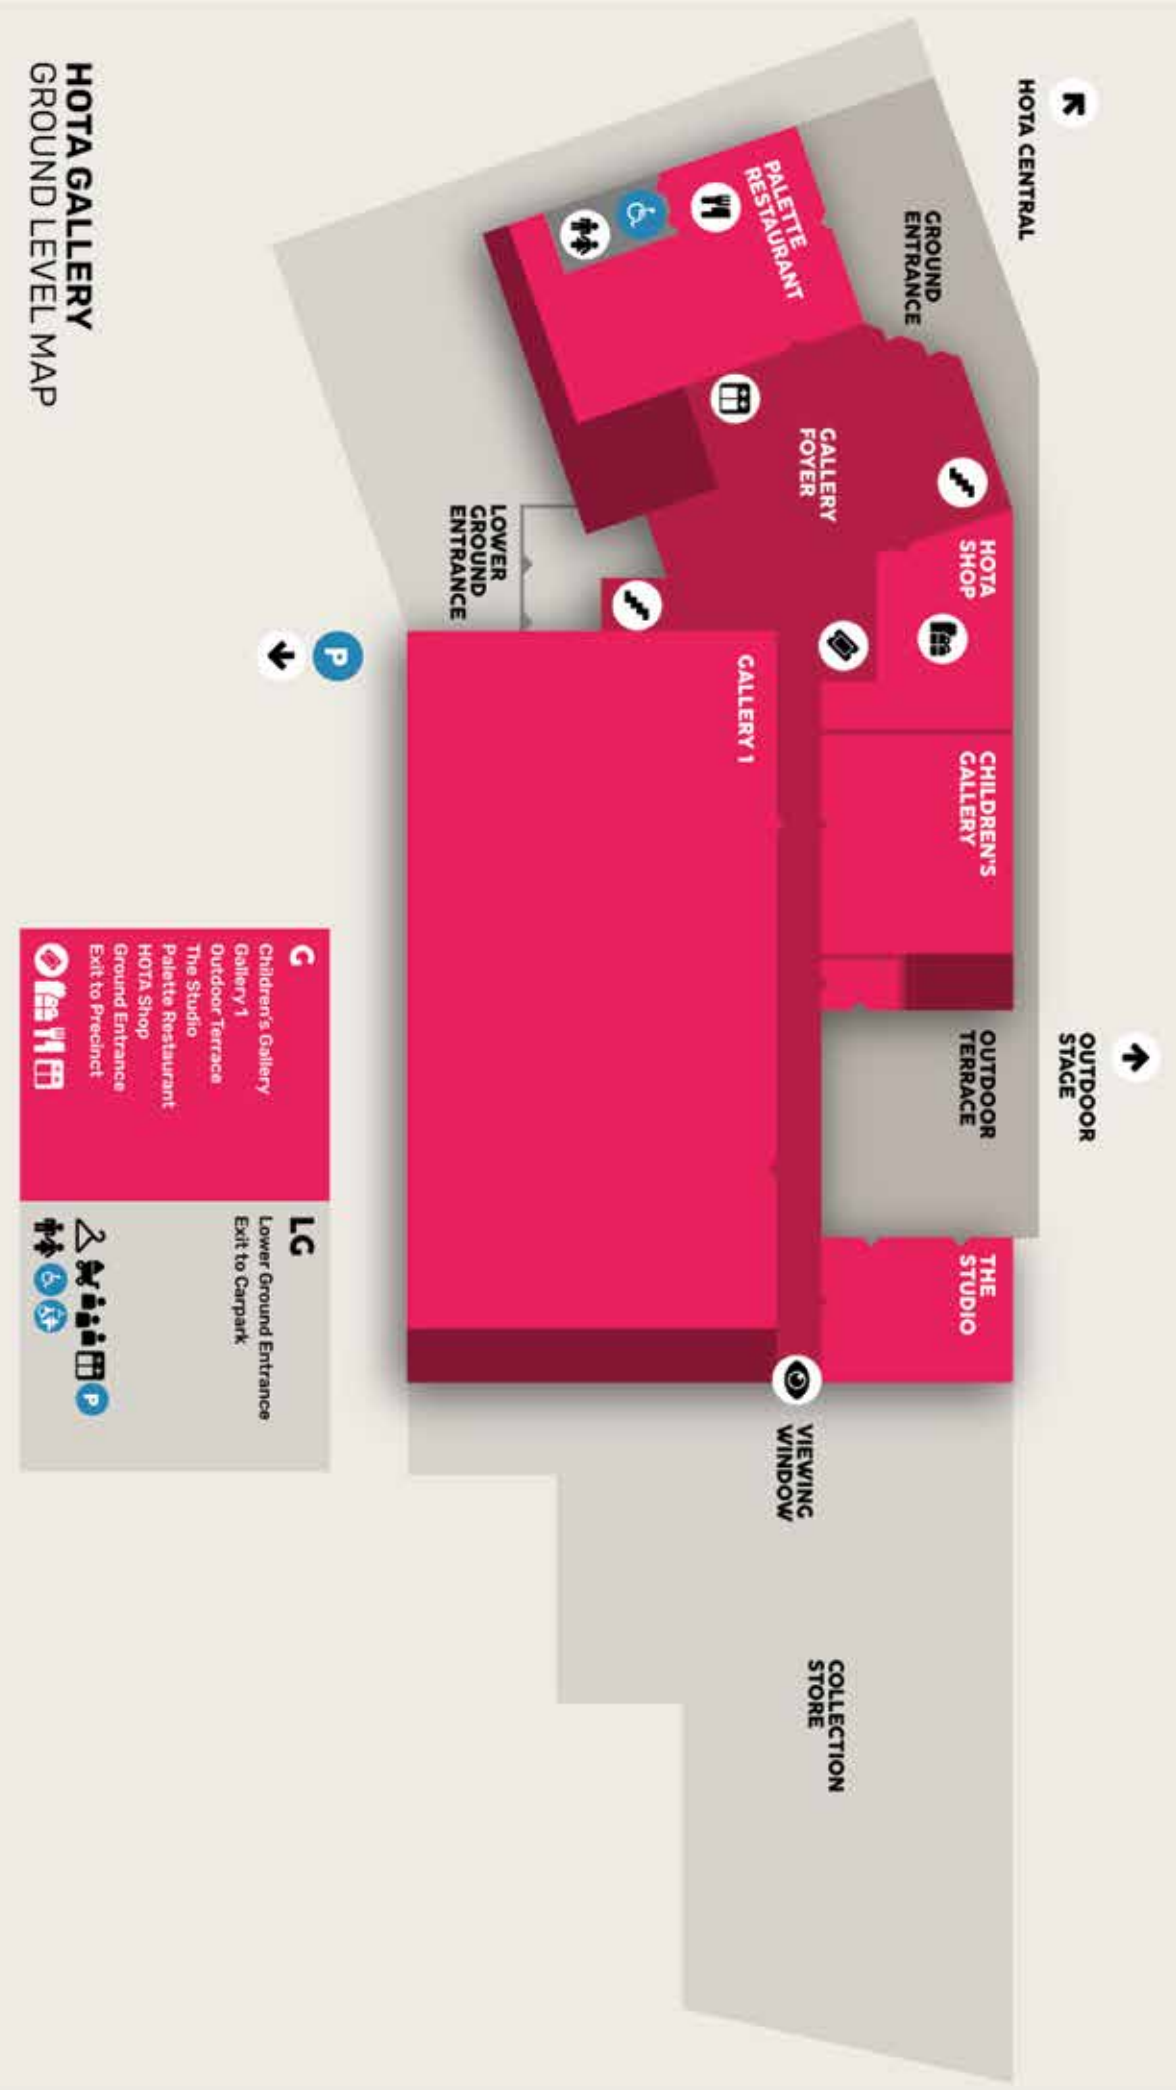 HOTA CENTRAL
OUTDOOR
STAGE
GROUND
ENTRANCE
PALETTE
RESTAURANT
GALLERY
FOYER
HOTA
SHOP
CHILDREN'S
GALLERY
OUTDOOR
TERRACE
THE
STUDIO
GALLERY 1
VIEWING
WINDOW
COLLECTION
STORE
LOWER
GROUND
ENTRANCE
P
G
Children's Gallery
Gallery 1
Outdoor Terrace
The Studio
Palette Restaurant
HOTA Shop
Ground Entrance
Exit to Precinct
LG
Lower Ground Entrance
Exit to Carpark
P
HOTA GALLERY
GROUND LEVEL MAP